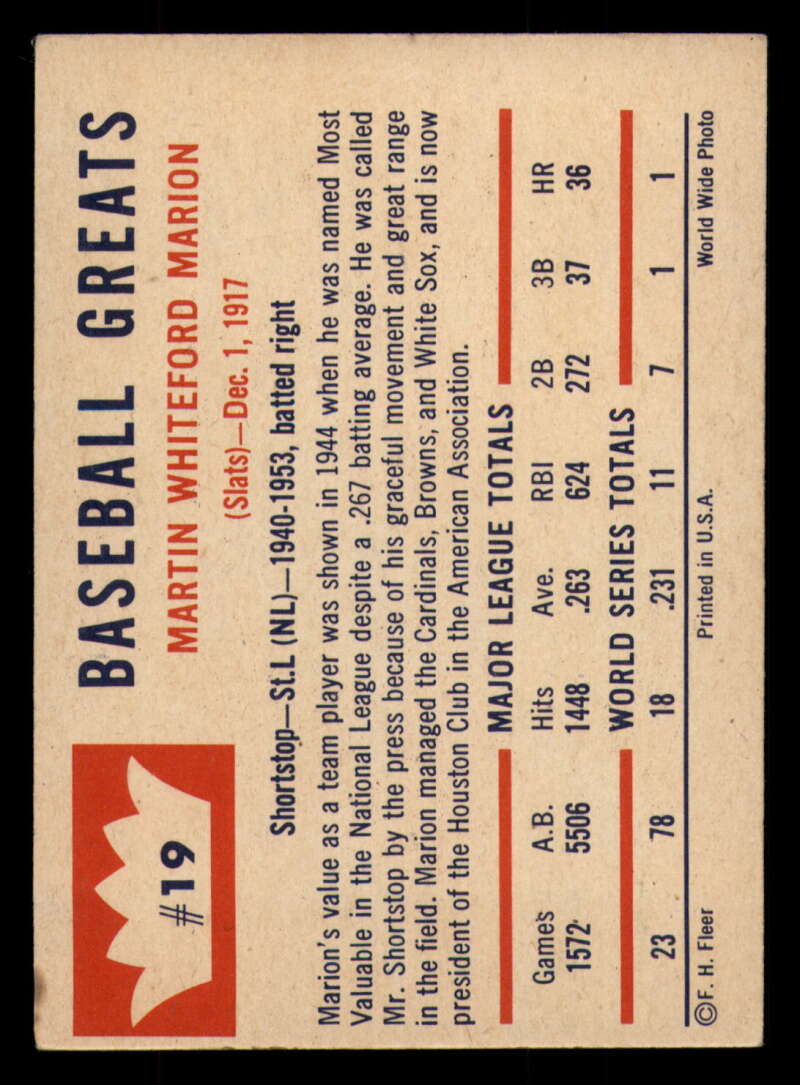 #19
BASEBALL GREATS
MARTIN WHITEFORD MARION
(Slats)—Dec. 1, 1917
Shortstop—St.L (NL)—1940-1953, batted right
Marion's value as a team player was shown in 1944 when he was named Most
Valuable in the National League despite a .267 batting average. He was called
Mr. Shortstop by the press because of his graceful movement and great range
in the field. Marion managed the Cardinals, Browns, and White Sox, and is now
president of the Houston Club in the American Association.
MAJOR LEAGUE TOTALS
Games A.B. Hits Ave. RBI 2B 3B HR
1572 5506 1448 .263 624 272 37 36
WORLD SERIES TOTALS
23 78 18 .231 11 7 1 1
©F. H. Fleer Printed in U.S.A. World Wide Photo